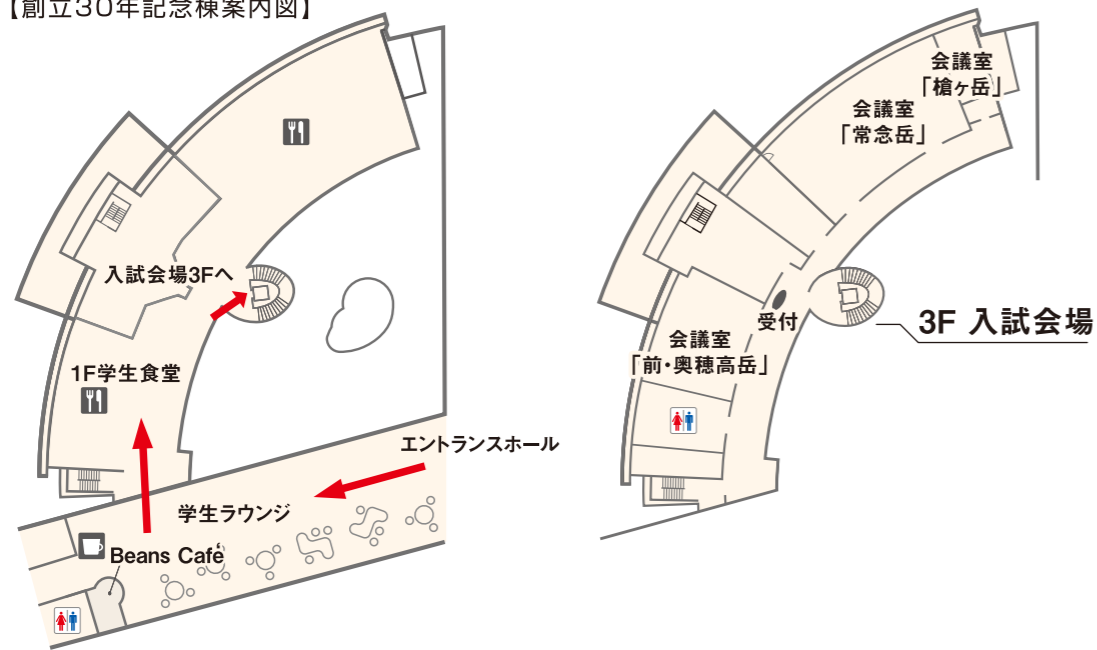 【創立30年記念棟案内図】
入試会場3Fへ
1F学生食堂
エントランスホール
学生ラウンジ
Beans Café
会議室
「槍ヶ岳」
会議室
「常念岳」
受付
3F 入試会場
会議室
「前・奥穂高岳」